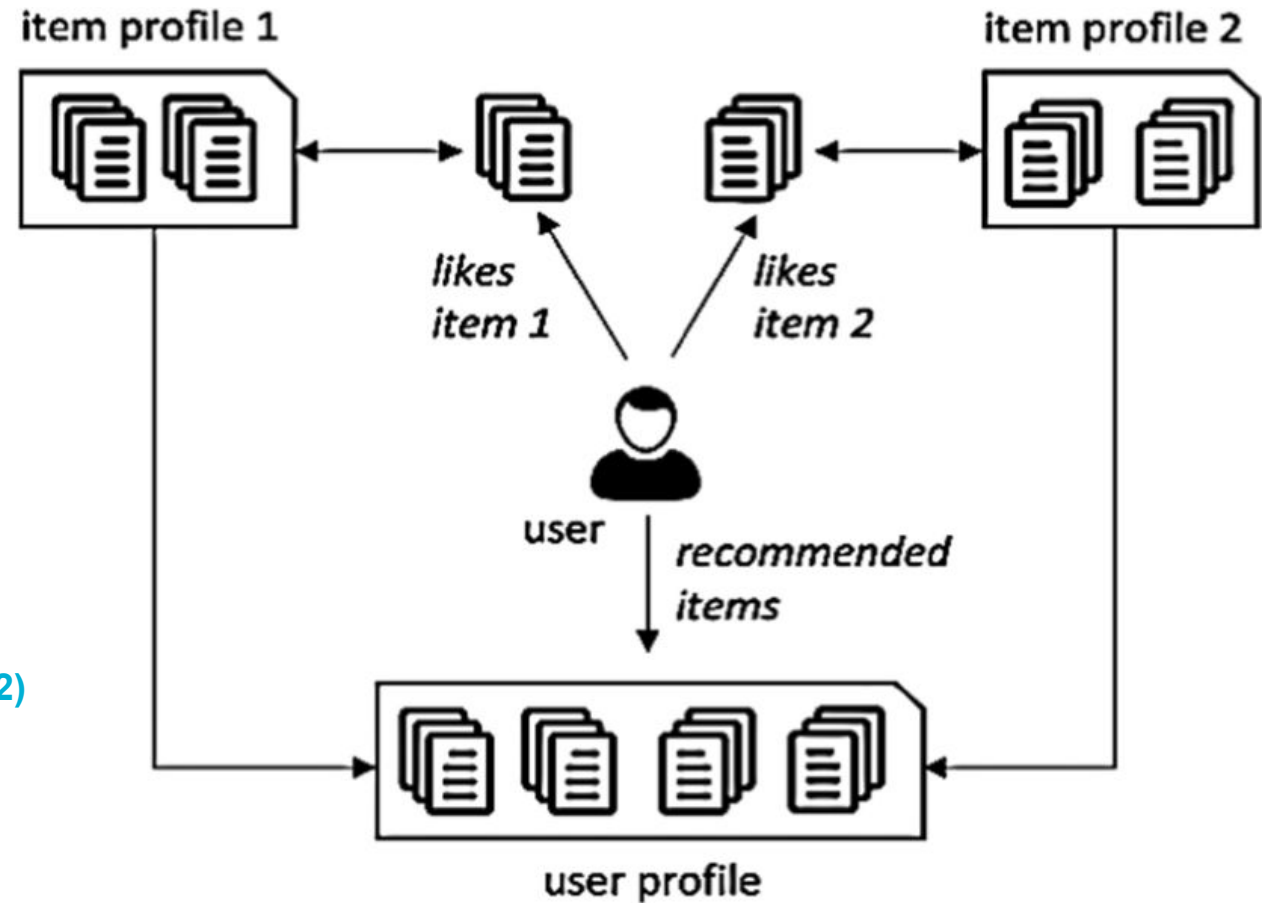 item profile 1
item profile 2
likes
item 1
likes
item 2
user
recommended
items
2)
user profile